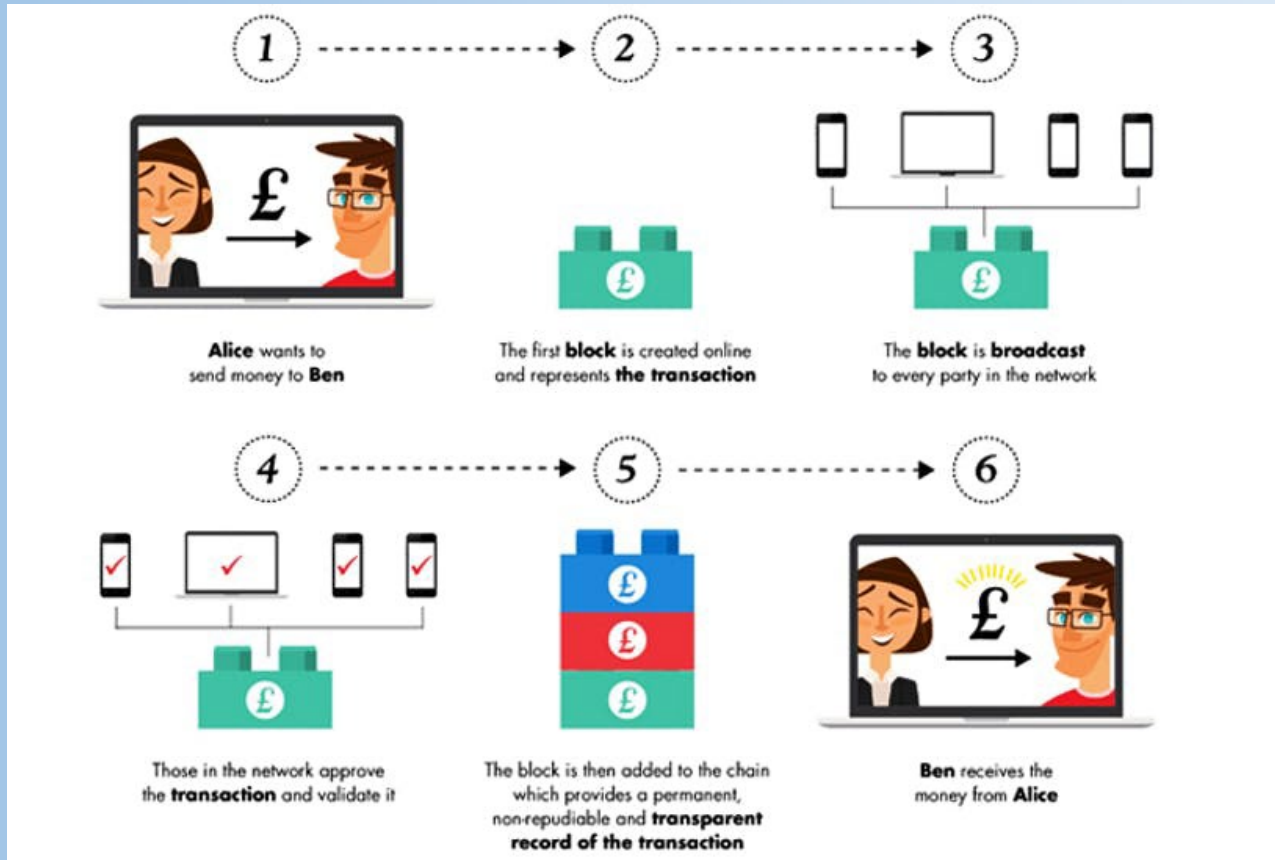 1
2
3
£
£
£
Alice wants to
send money to Ben
The first block is created online
and represents the transaction
The block is broadcast
to every party in the network
4
5
6
£
£
£
£
£
Those in the network approve
the transaction and validate it
The block is then added to the chain
which provides a permanent,
non-repudiable and transparent
record of the transaction
Ben receives the
money from Alice